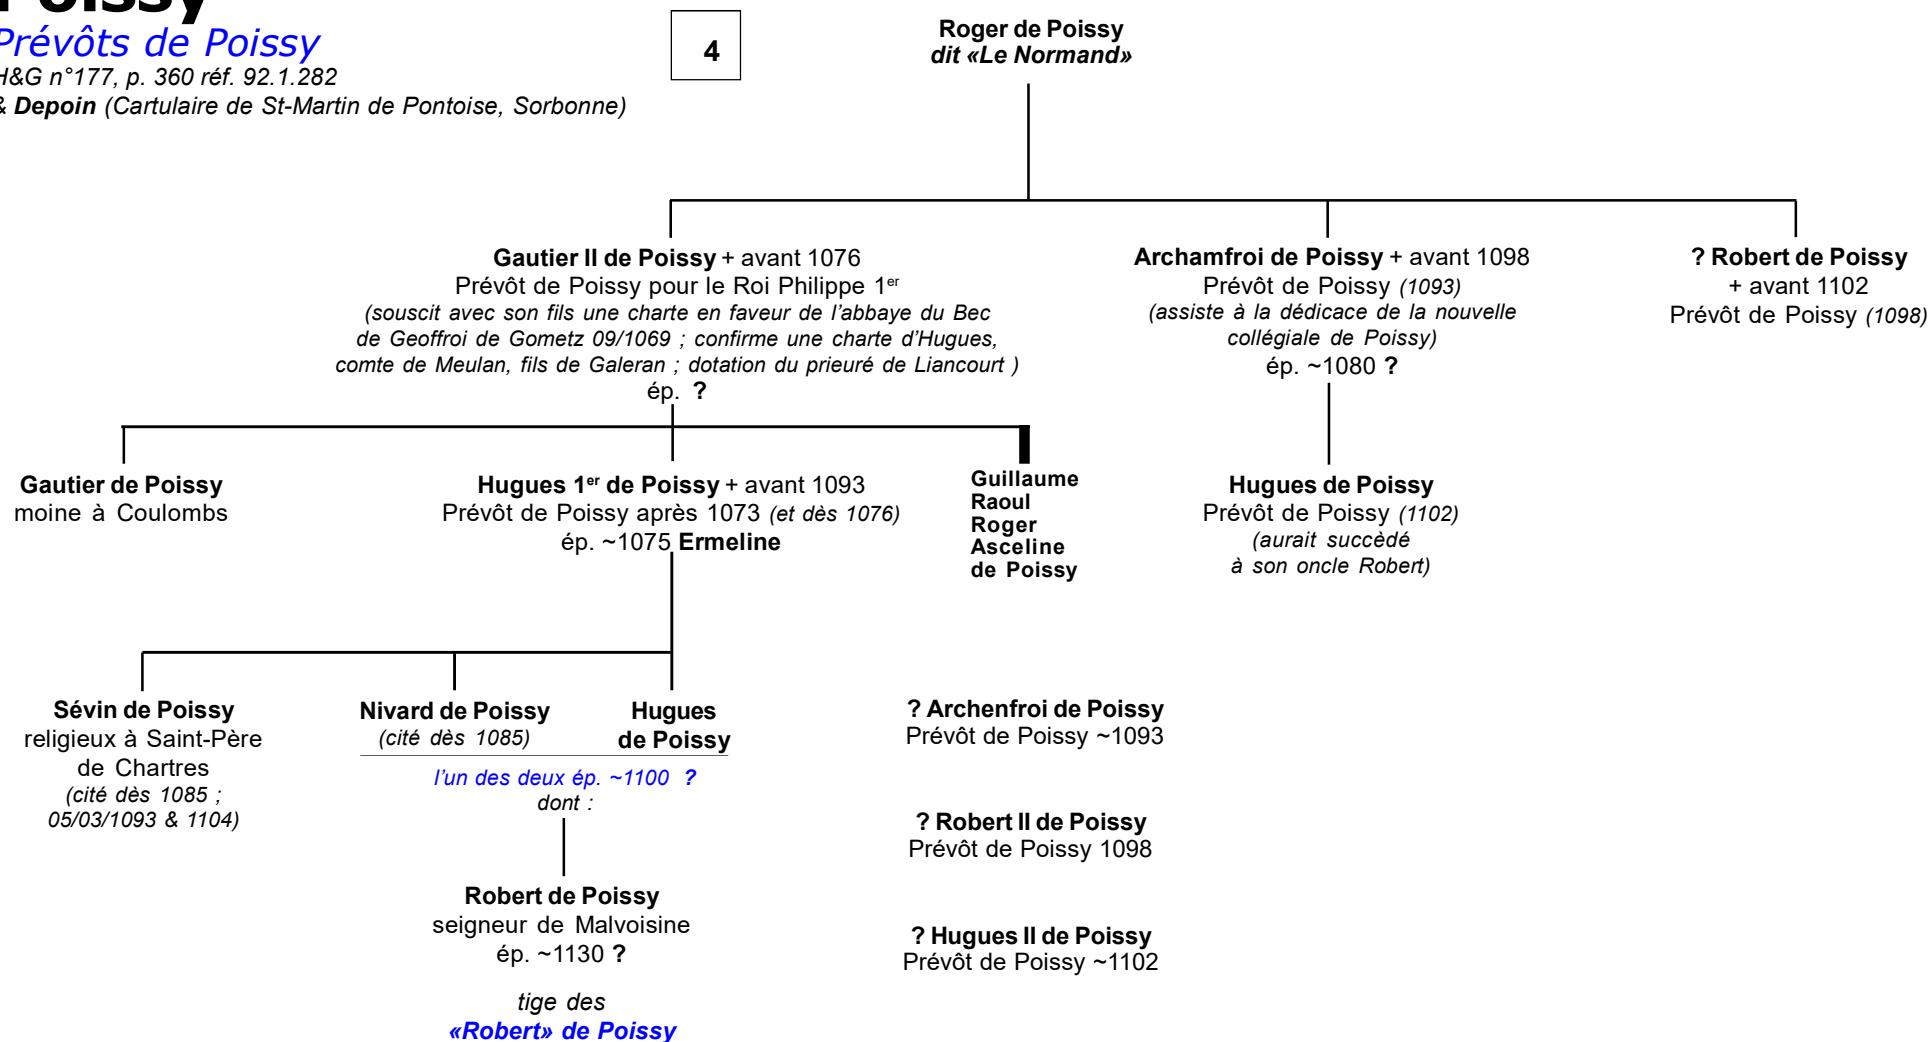 Poissy
Prévôts de Poissy
H&G n°177, p. 360 réf. 92.1.282
& Depoin (Cartulaire de St-Martin de Pontoise, Sorbonne)
4
Roger de Poissy
dit «Le Normand»
Gautier II de Poissy + avant 1076
Prévôt de Poissy pour le Roi Philippe 1er
(souscit avec son fils une charte en faveur de l'abbaye du Bec
de Geoffroi de Gometz 09/1069 ; confirme une charte d'Hugues,
comte de Meulan, fils de Galeran ; dotation du prieuré de Liancourt )
ép. ?
Archamfroi de Poissy + avant 1098
Prévôt de Poissy (1093)
(assiste à la dédicace de la nouvelle
collégiale de Poissy)
ép. ~1080 ?
? Robert de Poissy
+ avant 1102
Prévôt de Poissy (1098)
Gautier de Poissy
moine à Coulombs
Hugues 1er de Poissy + avant 1093
Prévôt de Poissy après 1073 (et dès 1076)
ép. ~1075 Ermeline
Guillaume
Raoul
Roger
Asceline
de Poissy
Hugues de Poissy
Prévôt de Poissy (1102)
(aurait succèdé
à son oncle Robert)
Sévin de Poissy
religieux à Saint-Père
de Chartres
(cité dès 1085 ;
05/03/1093 & 1104)
Nivard de Poissy
(cité dès 1085)
Hugues
de Poissy
l'un des deux ép. ~1100 ?
dont :
Robert de Poissy
seigneur de Malvoisine
ép. ~1130 ?
tige des
«Robert» de Poissy
? Archenfroi de Poissy
Prévôt de Poissy ~1093
? Robert II de Poissy
Prévôt de Poissy 1098
? Hugues II de Poissy
Prévôt de Poissy ~1102